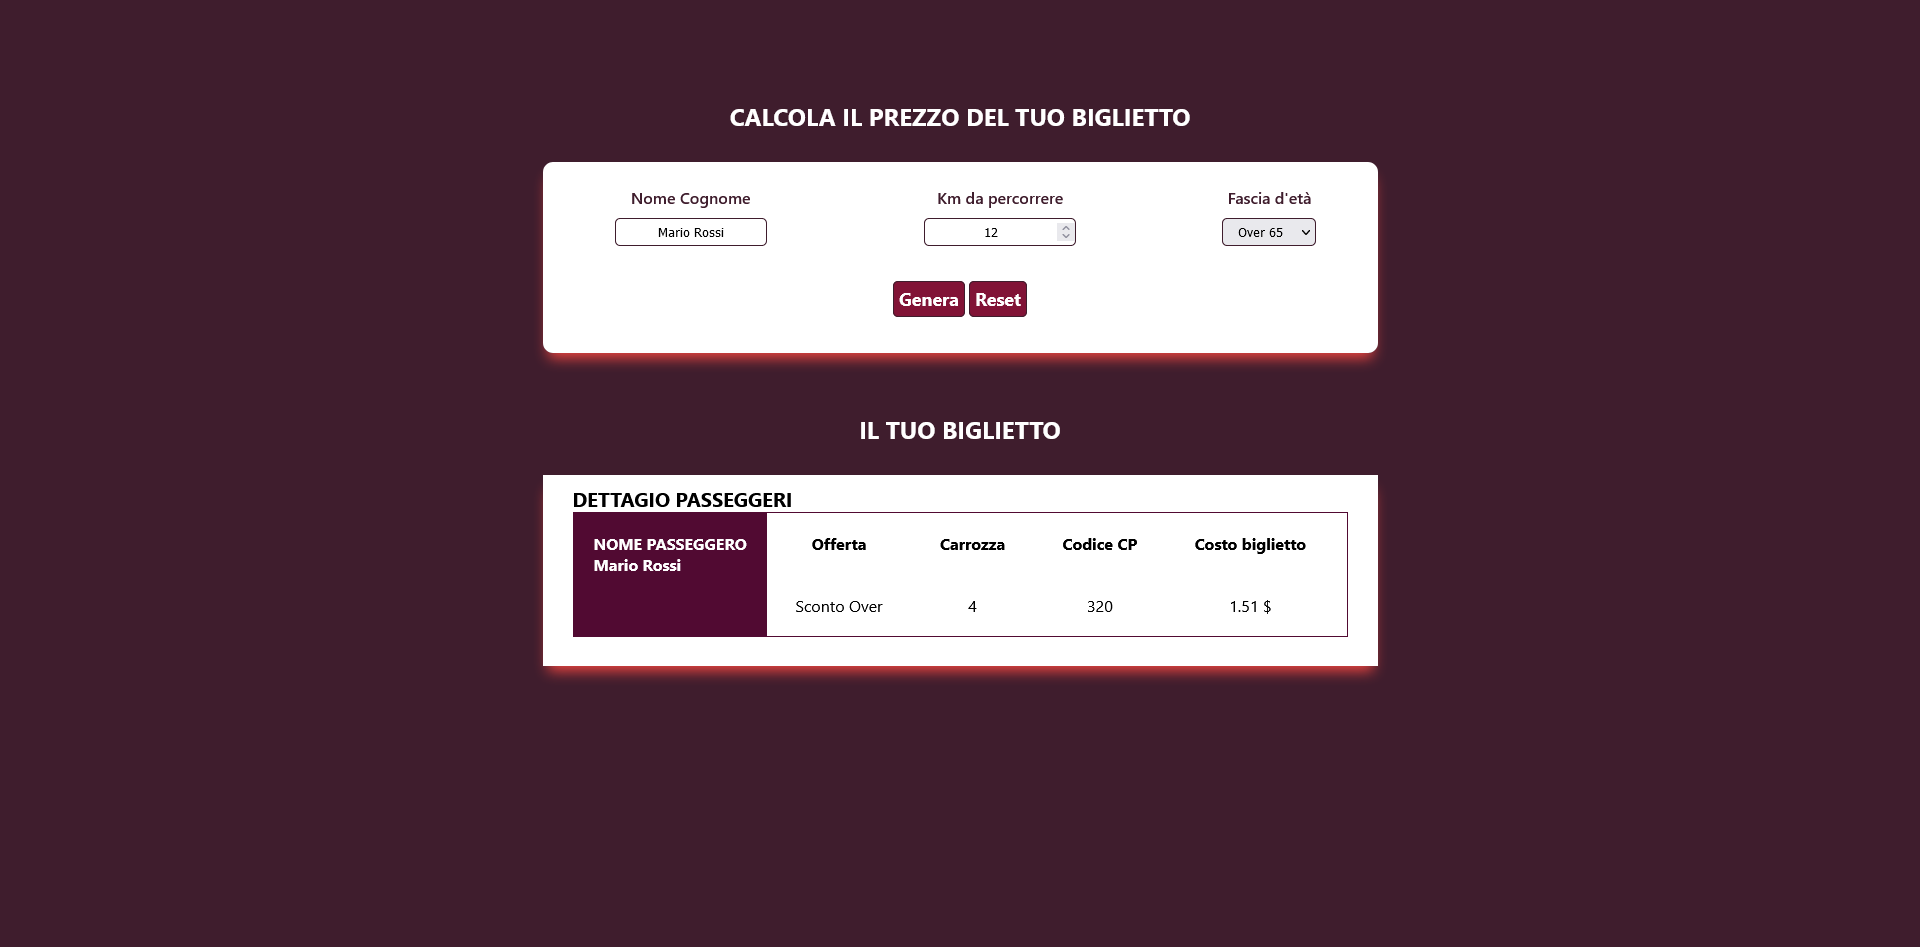 CALCOLA IL PREZZO DEL TUO BIGLIETTO
Nome Cognome Km da percorrere Fascia d'età
Mario Rossi 12 Over 65
Genera Reset
IL TUO BIGLIETTO
DETTAGIO PASSEGGERI
NOME PASSEGGERO Offerta Carrozza Codice CP Costo biglietto
Mario Rossi
Sconto Over 4 320 1.51 $